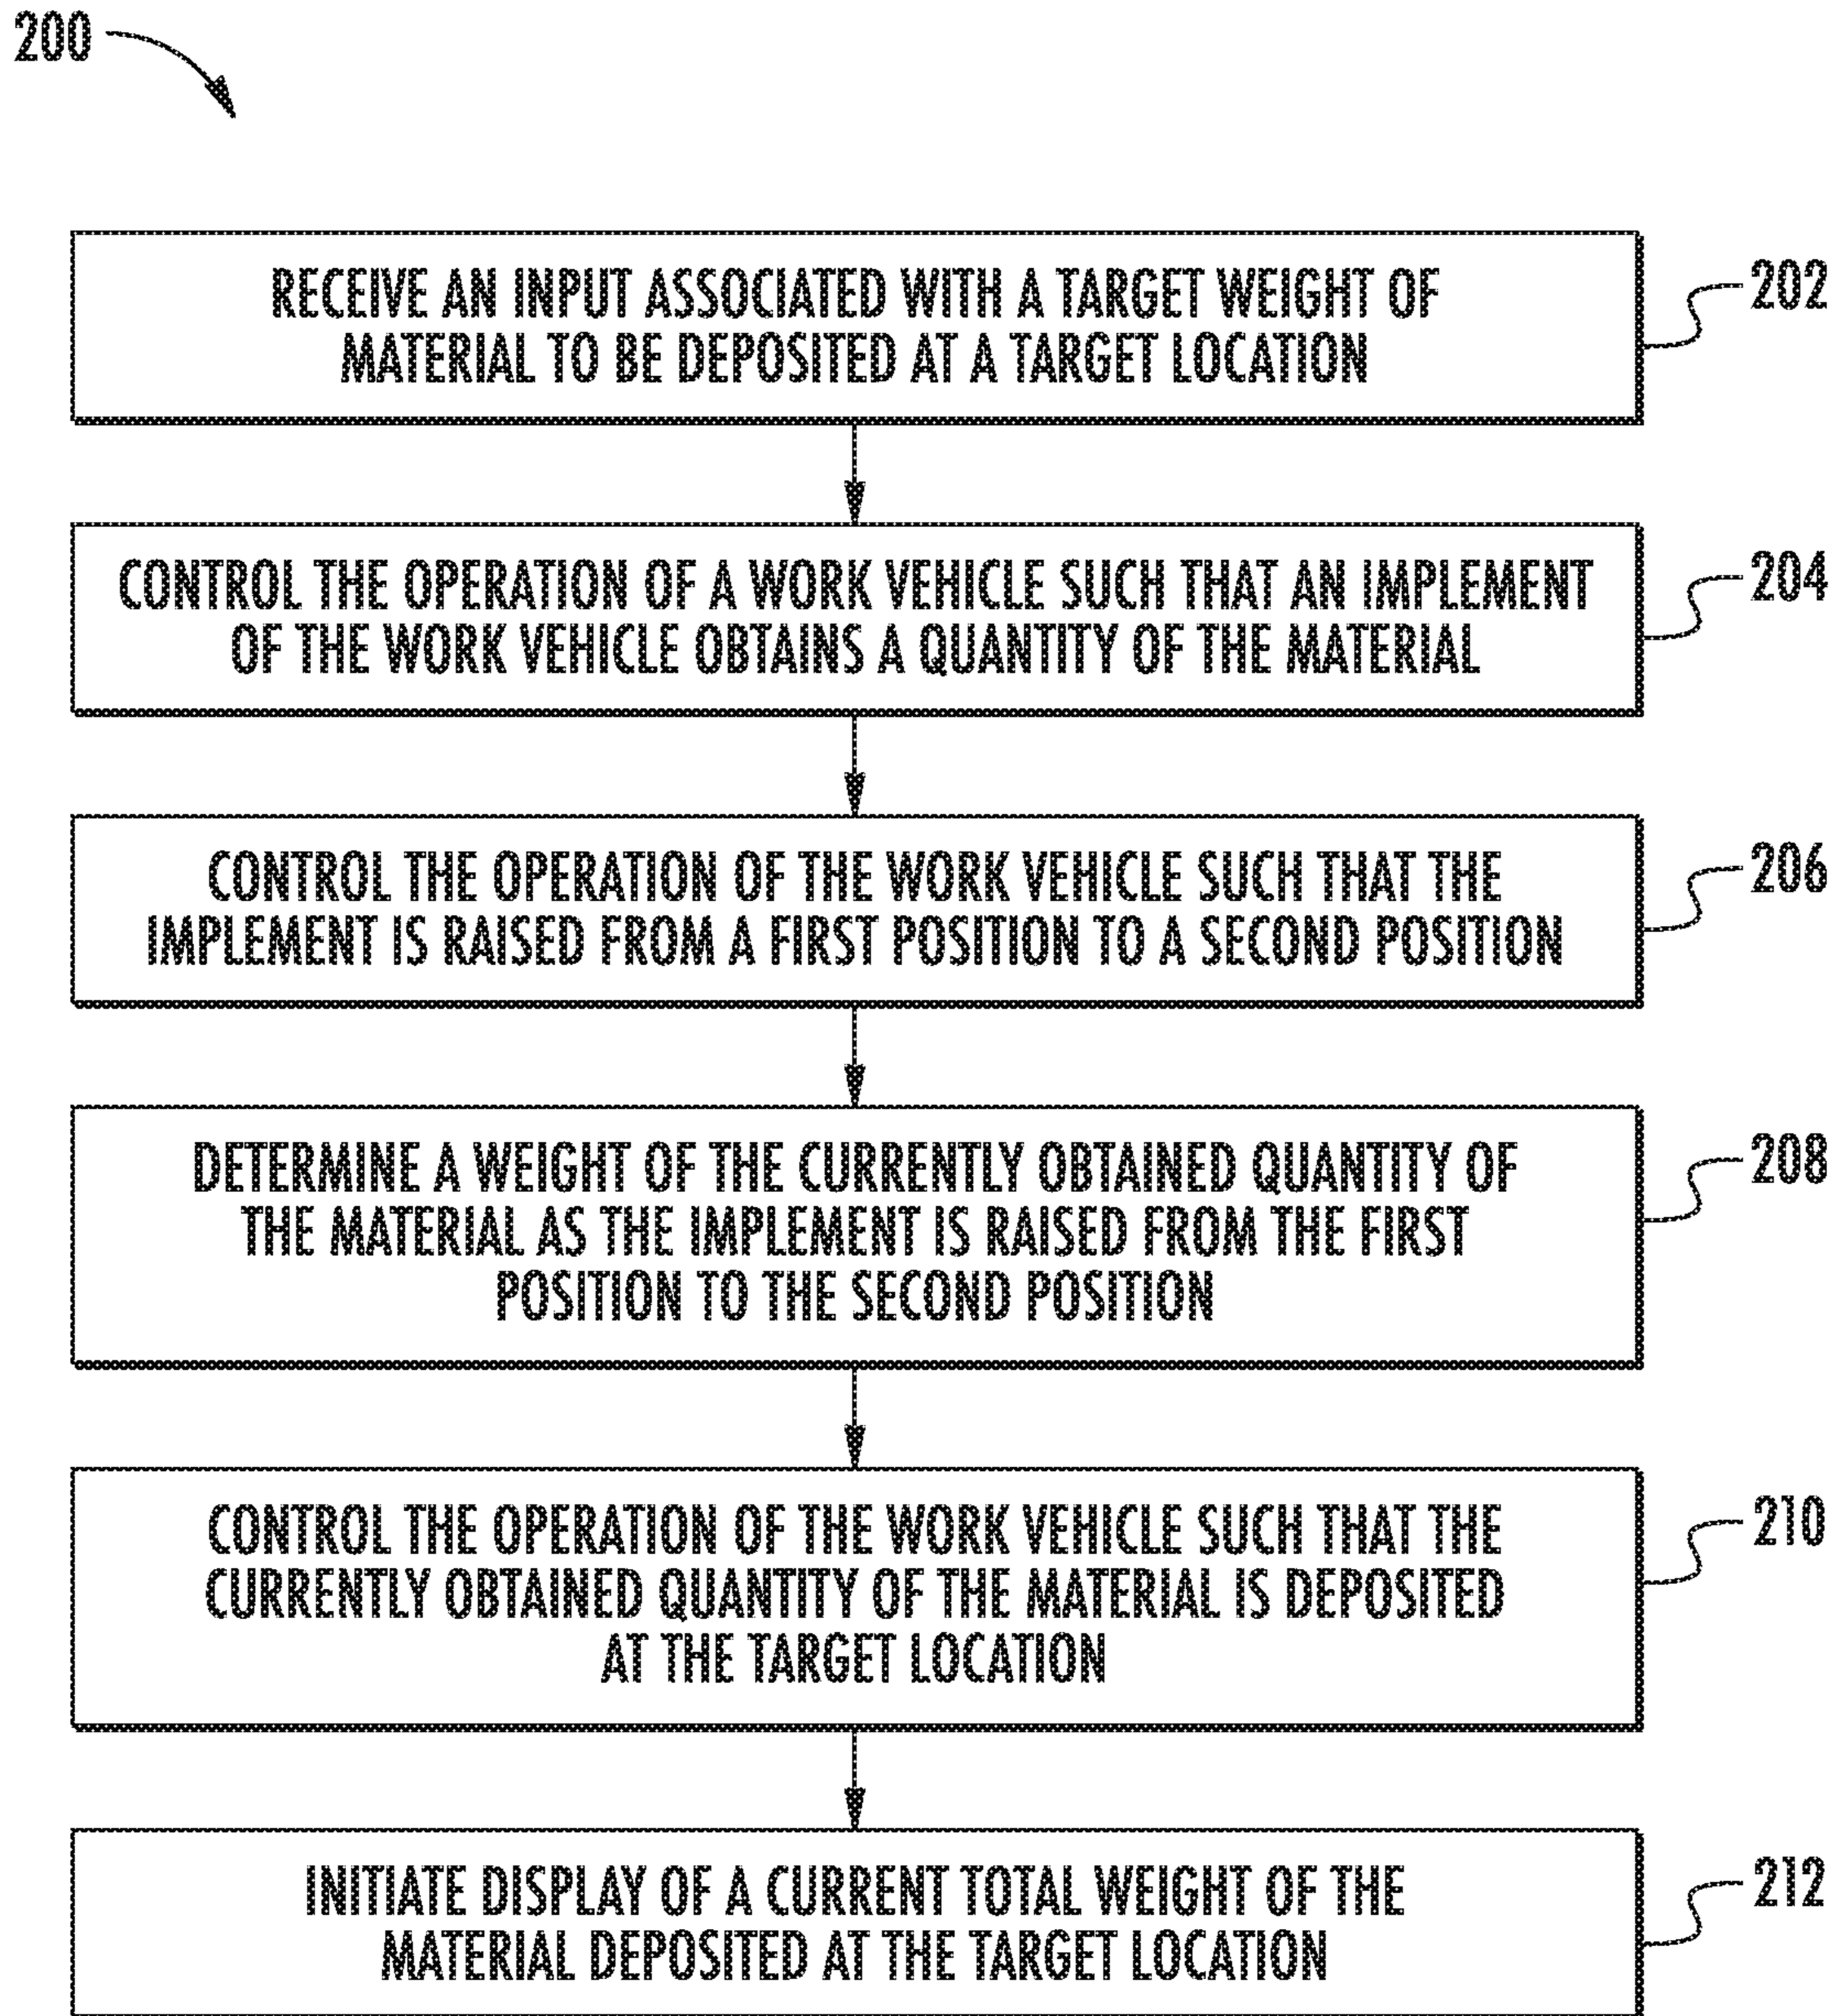 200
RECEIVE AN INPUT ASSOCIATED WITH A TARGET WEIGHT OF
MATERIAL TO BE DEPOSITED AT A TARGET LOCATION
202
CONTROL THE OPERATION OF A WORK VEHICLE SUCH THAT AN IMPLEMENT
OF THE WORK VEHICLE OBTAINS A QUANTITY OF THE MATERIAL
204
CONTROL THE OPERATION OF THE WORK VEHICLE SUCH THAT THE
IMPLEMENT IS RAISED FROM A FIRST POSITION TO A SECOND POSITION
206
DETERMINE A WEIGHT OF THE CURRENTLY OBTAINED QUANTITY OF
THE MATERIAL AS THE IMPLEMENT IS RAISED FROM THE FIRST
POSITION TO THE SECOND POSITION
208
CONTROL THE OPERATION OF THE WORK VEHICLE SUCH THAT THE
CURRENTLY OBTAINED QUANTITY OF THE MATERIAL IS DEPOSITED
AT THE TARGET LOCATION
210
INITIATE DISPLAY OF A CURRENT TOTAL WEIGHT OF THE
MATERIAL DEPOSITED AT THE TARGET LOCATION
212